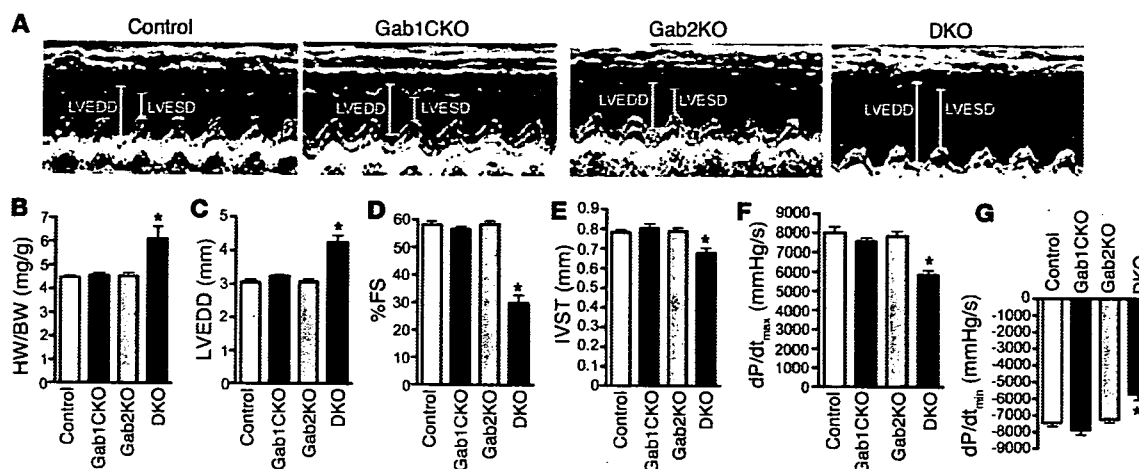 A
Control
Gab1CKO
Gab2KO
DKO
LVEDD LVESD
LVEDD LVESD
LVEDD LVESD
LVEDD LVESD
B
HW/BW (mg/g)
7
6
5
4
3
2
1
0
*
Control
Gab1CKO
Gab2KO
DKO
C
LVEDD (mm)
5
4
3
2
1
0
*
Control
Gab1CKO
Gab2KO
DKO
D
%FS
60
50
40
30
20
10
0
*
Control
Gab1CKO
Gab2KO
DKO
E
IVST (mm)
0.9
0.8
0.7
0.6
0.5
0.4
0.3
0.2
0.1
0
*
Control
Gab1CKO
Gab2KO
DKO
F
dP/dtmax (mmHg/s)
9000
8000
7000
6000
5000
4000
3000
2000
1000
0
*
Control
Gab1CKO
Gab2KO
DKO
G
Control
Gab1CKO
Gab2KO
DKO
dP/dtmin (mmHg/s)
0
-1000
-2000
-3000
-4000
-5000
-6000
-7000
-8000
-9000
*